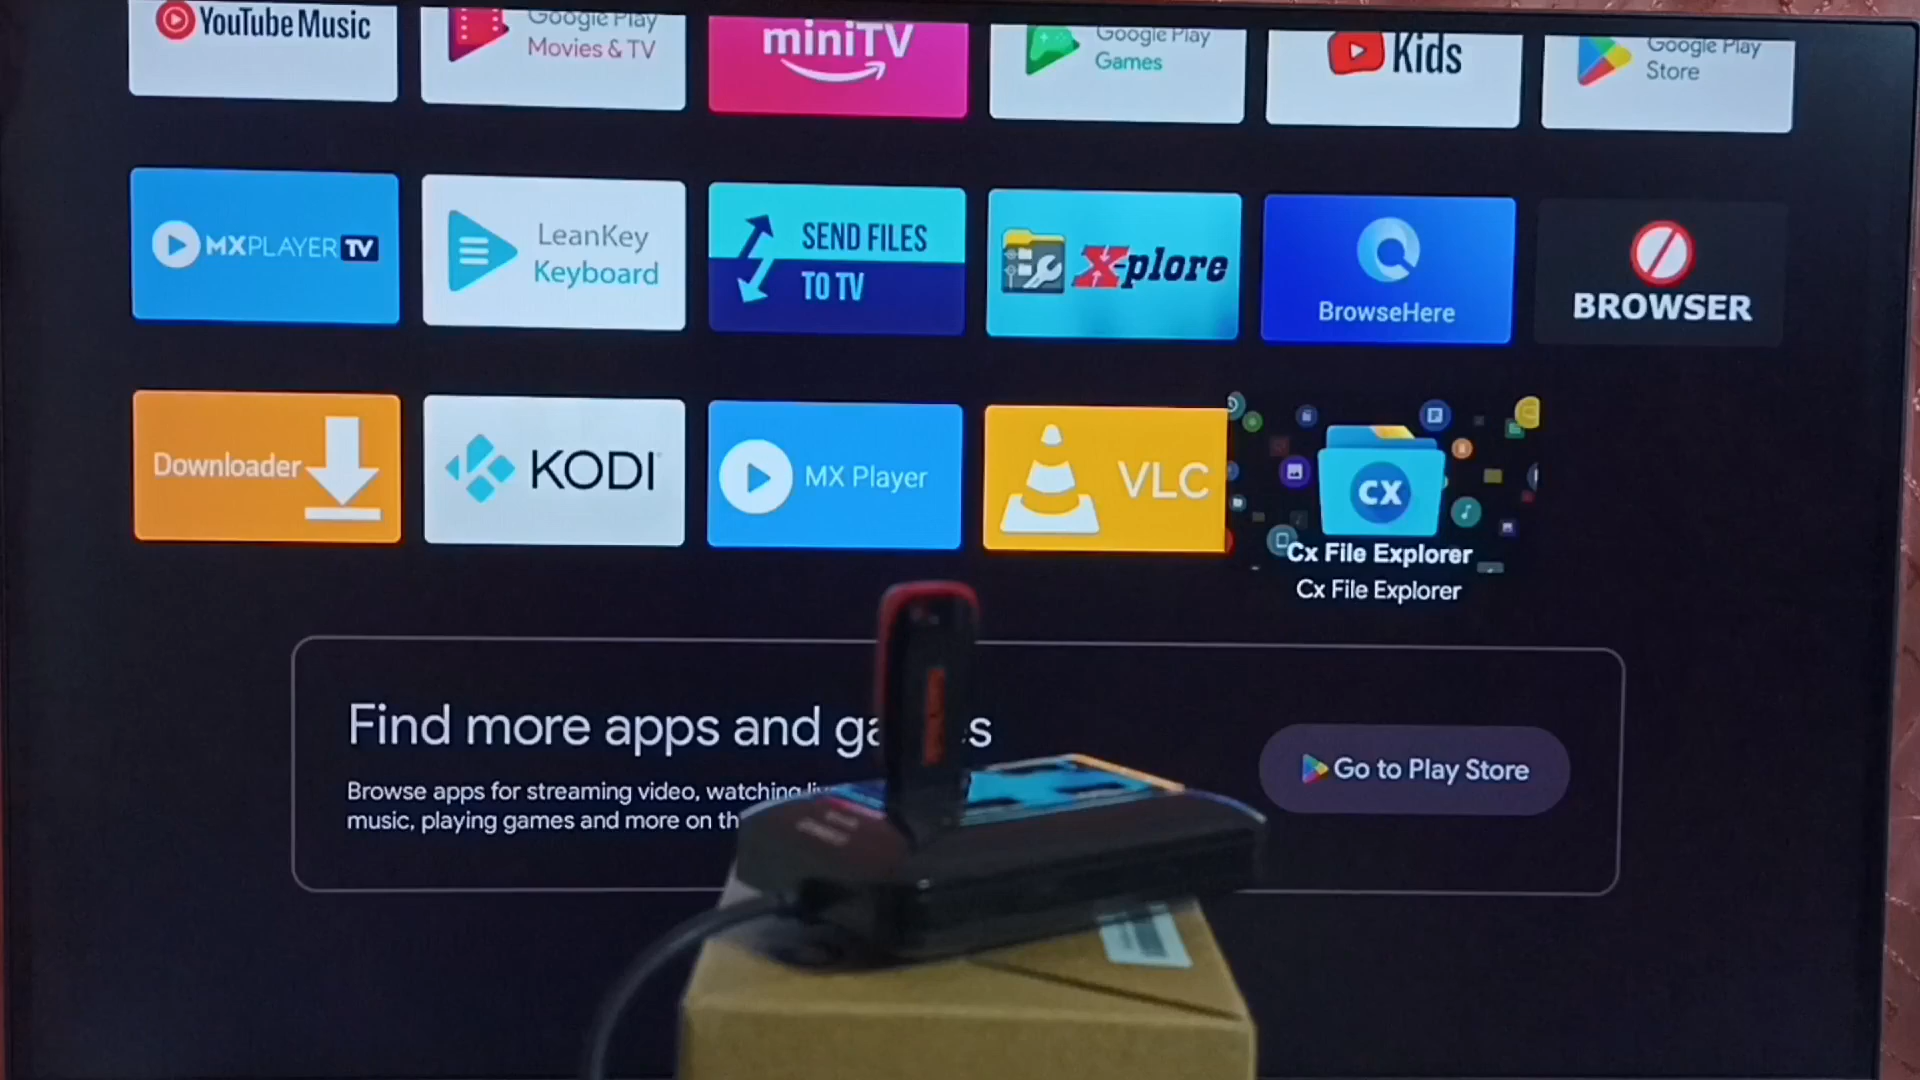 YouTube Music
Google Play
Movies & TV
miniTV
Google Play
Games
Kids
Google Play
Store
MXPLAYER TV
LeanKey
Keyboard
SEND FILES
TO TV
X-plore
BrowseHere
BROWSER
Downloader
KODI
MX Player
VLC
CX
Cx File Explorer
Cx File Explorer
Find more apps and ga s
Browse apps for streaming video, watching
music, playing games and more on
Go to Play Store